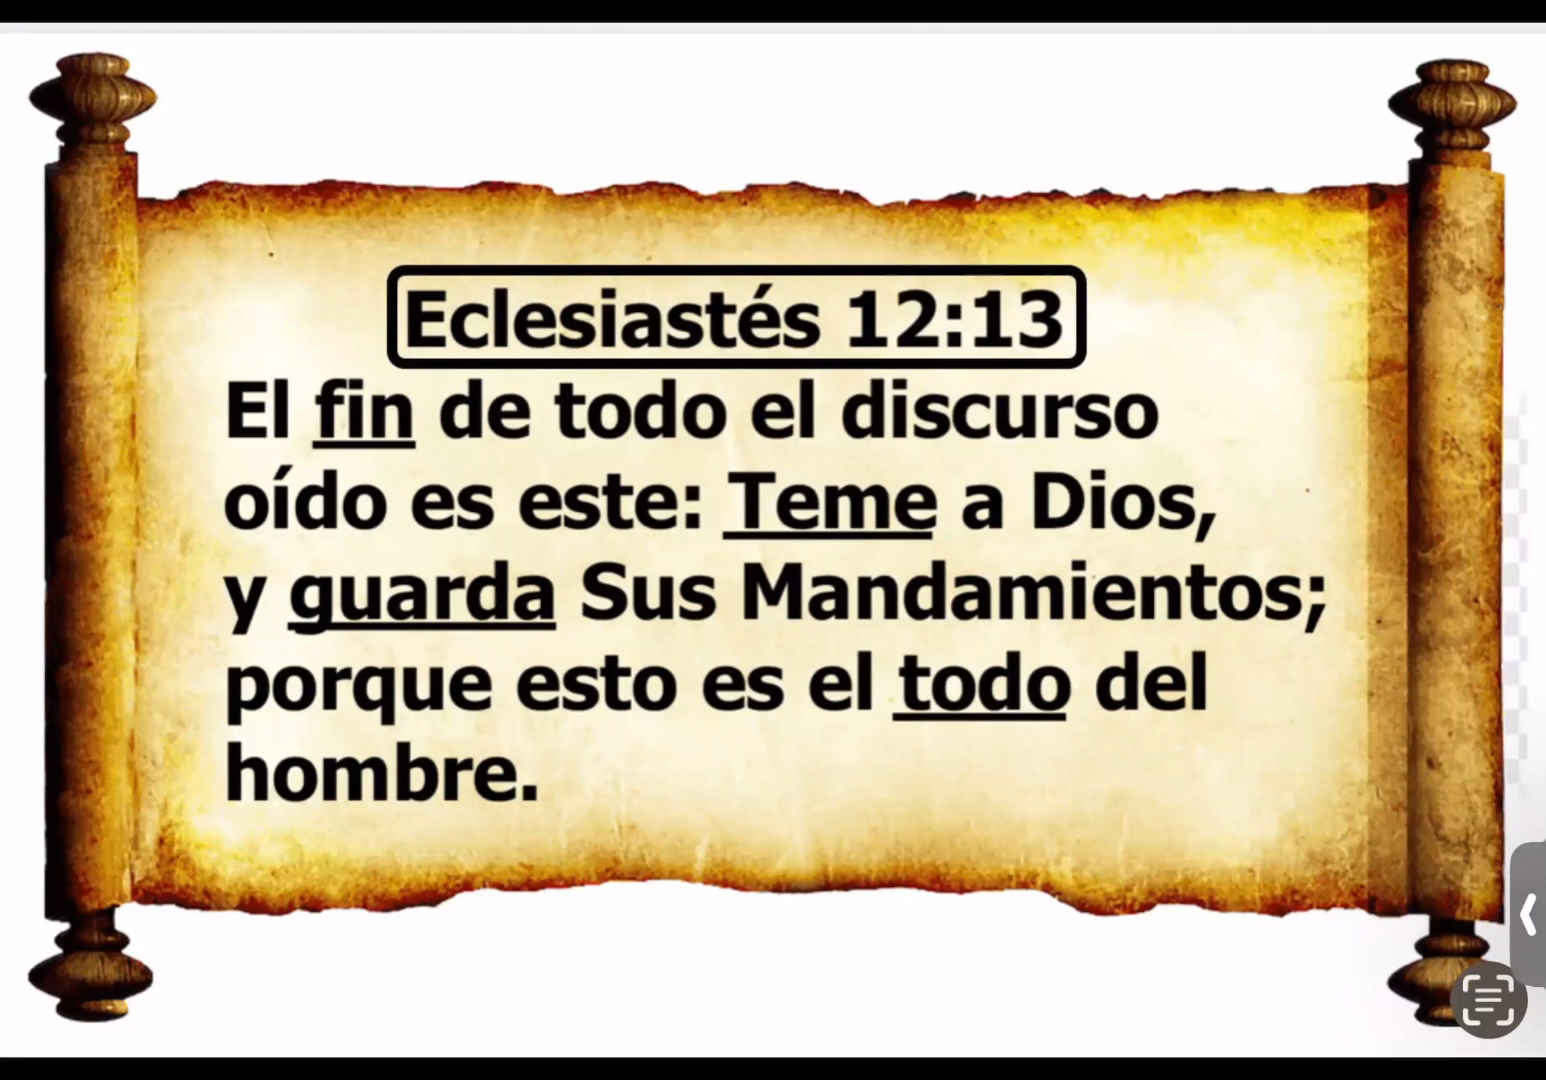 Eclesiastés 12:13
El fin de todo el discurso
oído es este: Teme a Dios,
y guarda Sus Mandamientos;
porque esto es el todo del
hombre.